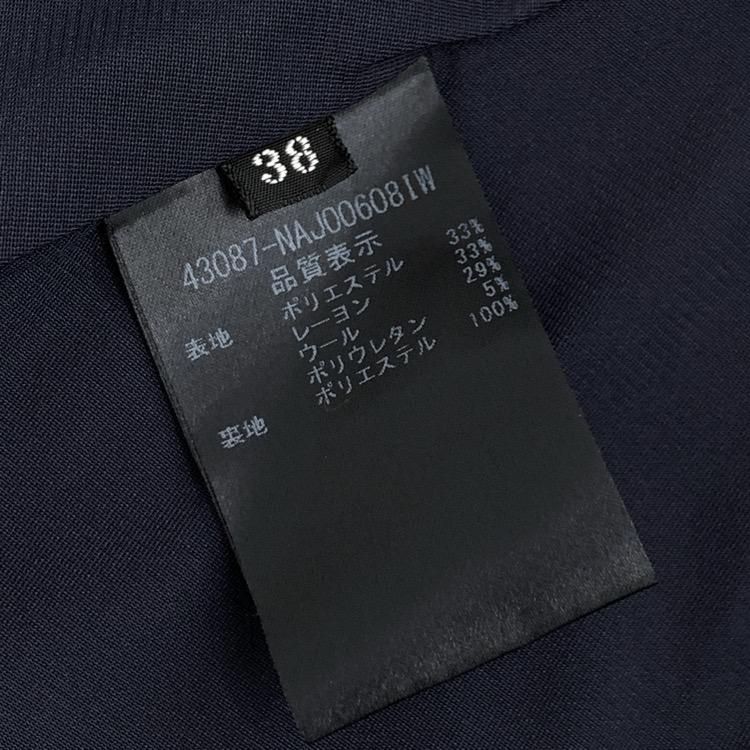 38
43087-NAJ00608IW
品質表示
表地 ポリエステル 33%
レーヨン 33%
ウール 29%
ポリウレタン 5%
裏地 ポリエステル 100%